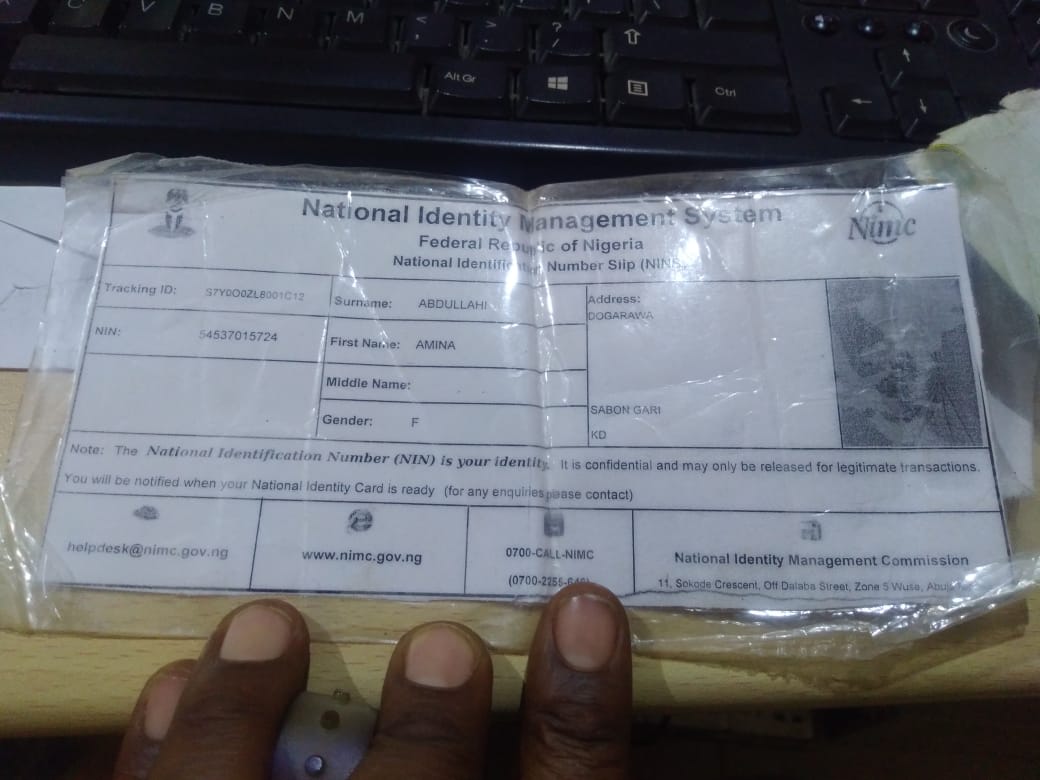 C V B N M < , > . ? /
Alt Gr Ctrl
National Identity Management System
Federal Republic of Nigeria
National Identification Number Slip (NINS)
Nimc
Tracking ID: S7Y0O0ZL8001C12
NIN: 54537015724
Surname: ABDULLAHI
First Name: AMINA
Middle Name:
Gender: F
Address:
DOGARAWA
SABON GARI
KD
Note: The National Identification Number (NIN) is your identity. It is confidential and may only be released for legitimate transactions.
You will be notified when your National Identity Card is ready (for any enquiries please contact)
helpdesk@nimc.gov.ng
www.nimc.gov.ng
0700-CALL-NIMC
(0700-2255-646)
National Identity Management Commission
11, Sokode Crescent, Off Dalaba Street, Zone 5 Wuse,